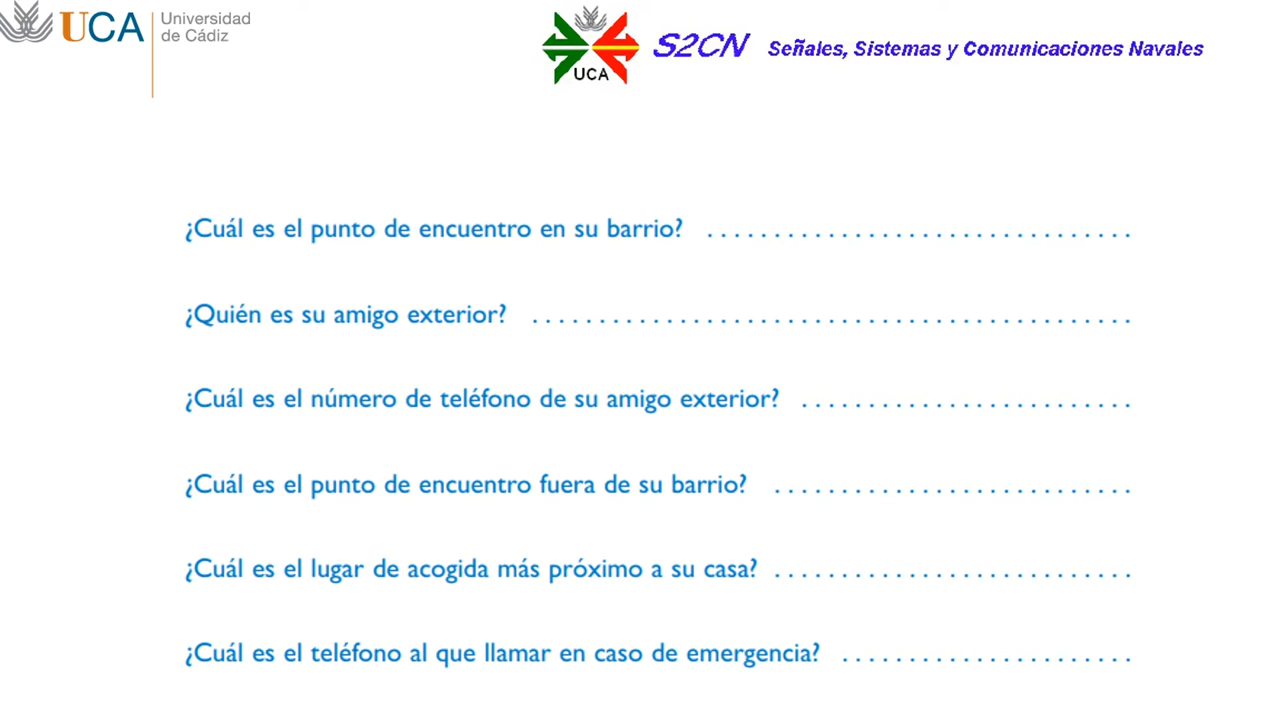 UCA
Universidad
de Cádiz
UCA
S2CN
Señales, Sistemas y Comunicaciones Navales
¿Cuál es el punto de encuentro en su barrio? . . . . . . . . . . . . . . . . . . . . . . . . . . . . . . . .
¿Quién es su amigo exterior? . . . . . . . . . . . . . . . . . . . . . . . . . . . . . . . . . . . . . . . . . . . . .
¿Cuál es el número de teléfono de su amigo exterior? . . . . . . . . . . . . . . . . . . . . . . . . .
¿Cuál es el punto de encuentro fuera de su barrio? . . . . . . . . . . . . . . . . . . . . . . . . . . .
¿Cuál es el lugar de acogida más próximo a su casa? . . . . . . . . . . . . . . . . . . . . . . . . . . .
¿Cuál es el teléfono al que llamar en caso de emergencia? . . . . . . . . . . . . . . . . . . . . . .